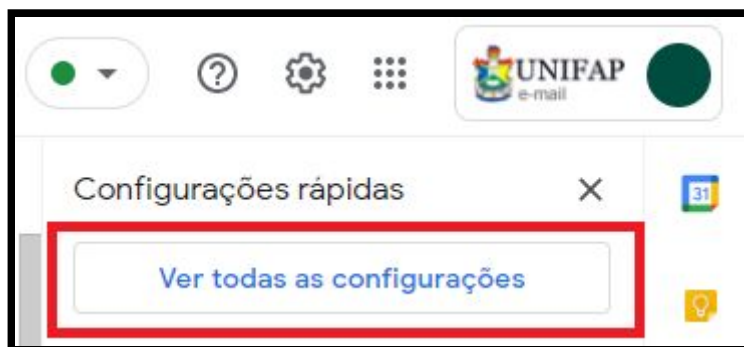 UNIFAP
e-mail
Configurações rápidas
31
Ver todas as configurações